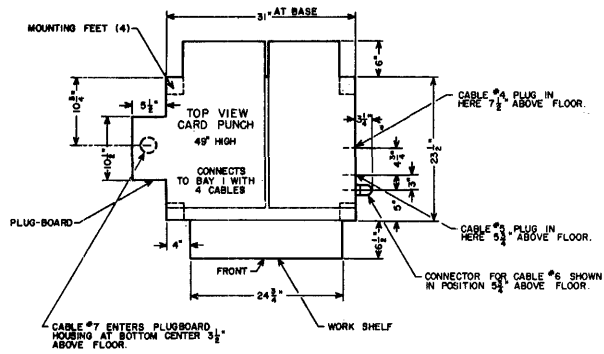 31" AT BASE
MOUNTING FEET (4)
6"
10 3/4"
5 1/2"
TOP VIEW
CARD PUNCH
49" HIGH
CONNECTS
TO BAY 1 WITH
4 CABLES
10 1/2"
3 1/4"
4 3/4"
3"
5"
23 1/2"
CABLE #4 PLUG IN
HERE 7 1/2" ABOVE FLOOR.
PLUG-BOARD
CABLE #5 PLUG IN
HERE 5 3/4" ABOVE FLOOR.
4"
6 1/2"
FRONT
CONNECTOR FOR CABLE #6 SHOWN
IN POSITION 5 3/4" ABOVE FLOOR.
24 3/4"
CABLE #7 ENTERS PLUGBOARD
HOUSING AT BOTTOM CENTER 3 1/2"
ABOVE FLOOR.
WORK SHELF